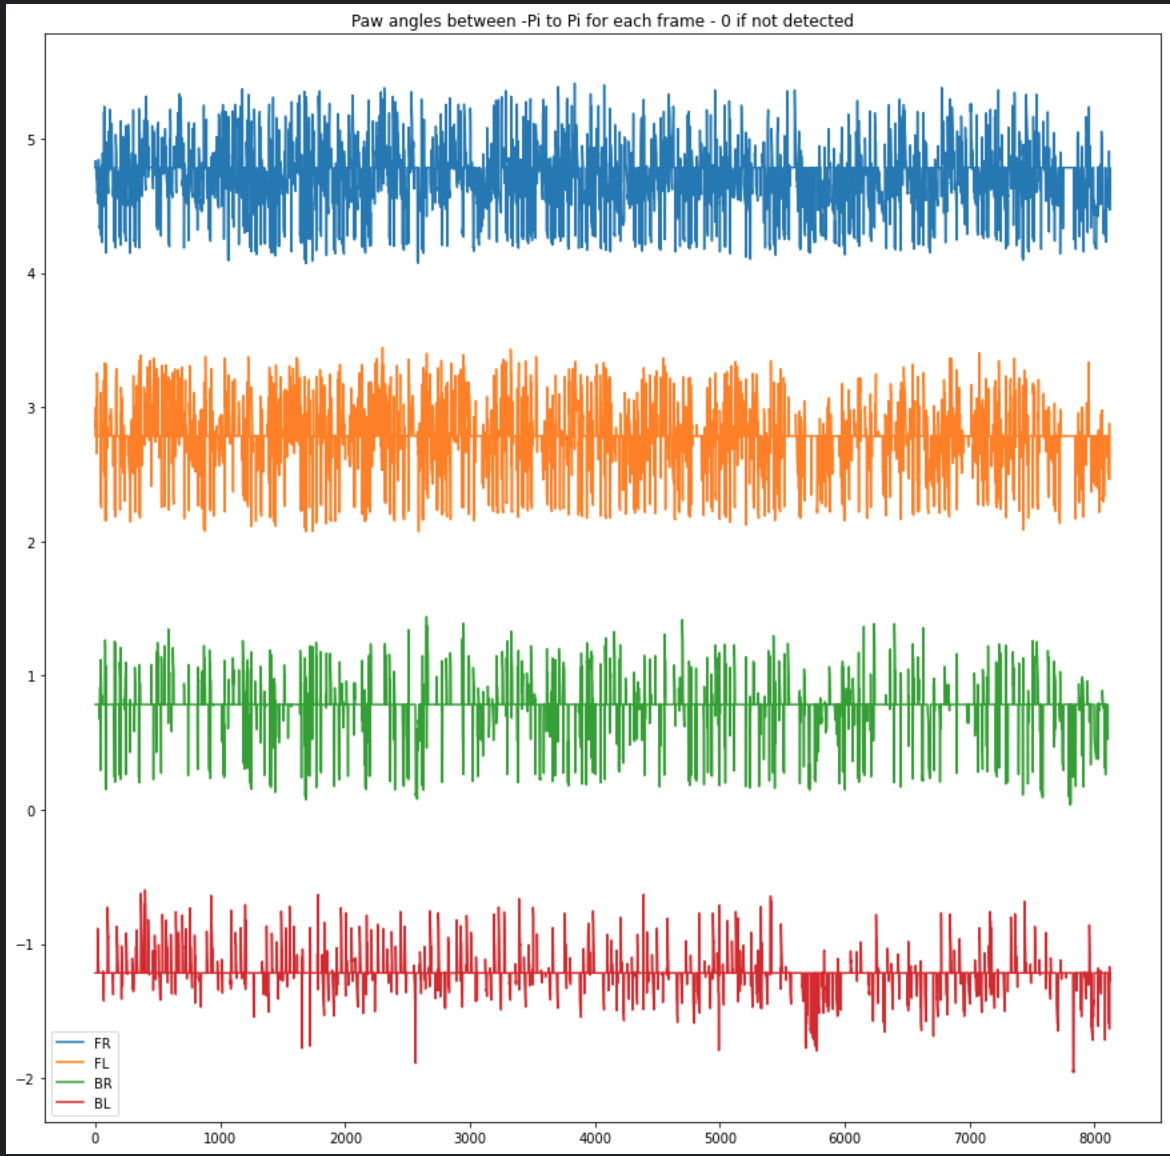 Paw angles between -Pi to Pi for each frame - 0 if not detected
5
4
3
2
1
0
−1
−2
FR
FL
BR
BL
0 1000 2000 3000 4000 5000 6000 7000 8000